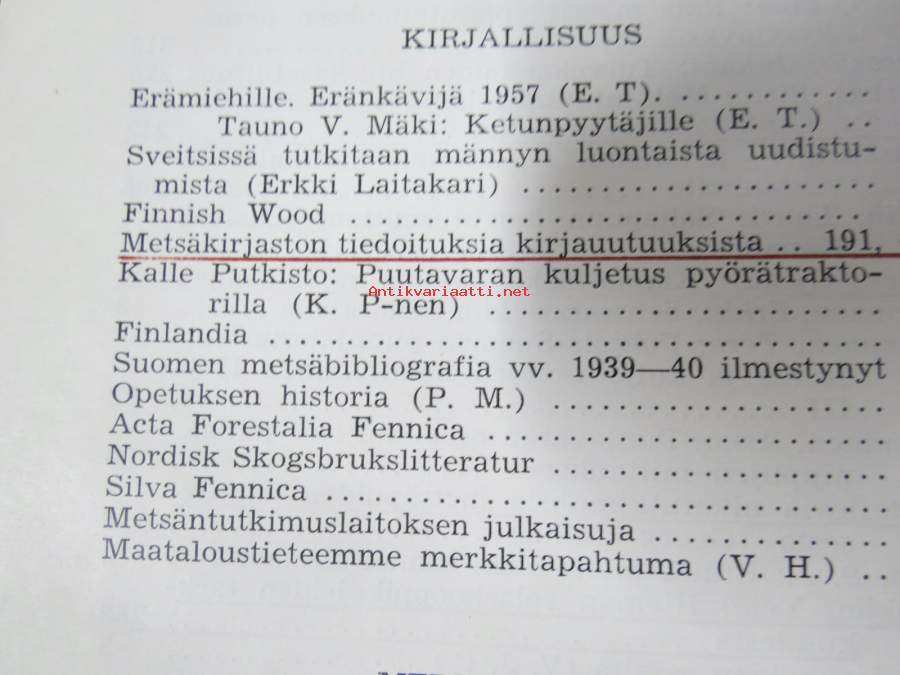 KIRJALLISUUS
Erämiehille. Eränkävijä 1957 (E. T). . . . . . . . . . . . .
Tauno V. Mäki: Ketunpyytäjille (E. T.) . .
Sveitsissä tutkitaan männyn luontaista uudistu-
mista (Erkki Laitakari) . . . . . . . . . . . . . . . . . . . . . . . .
Finnish Wood . . . . . . . . . . . . . . . . . . . . . . . . . . . . . . . . . .
Metsäkirjaston tiedoituksia kirjauutuuksista . . 191,
Kalle Putkisto: Puutavaran kuljetus pyörätrakto-
Antikvariaatti.net
rilla (K. P-nen) . . . . . . . . . . . . . . . . . . . . . . . . . . .
Finlandia . . . . . . . . . . . . . . . . . . . . . . . . . . . . . . . . . . . . . . . .
Suomen metsäbibliografia vv. 1939—40 ilmestynyt
Opetuksen historia (P. M.) . . . . . . . . . . . . . . . . . . . . . .
Acta Forestalia Fennica . . . . . . . . . . . . . . . . . . . . . . . . . .
Nordisk Skogsbrukslitteratur . . . . . . . . . . . . . . . . . . . . . .
Silva Fennica . . . . . . . . . . . . . . . . . . . . . . . . . . . . . . . . . . . .
Metsäntutkimuslaitoksen julkaisuja . . . . . . . . . . . . . . .
Maataloustieteemme merkkitapahtuma (V. H.) . .